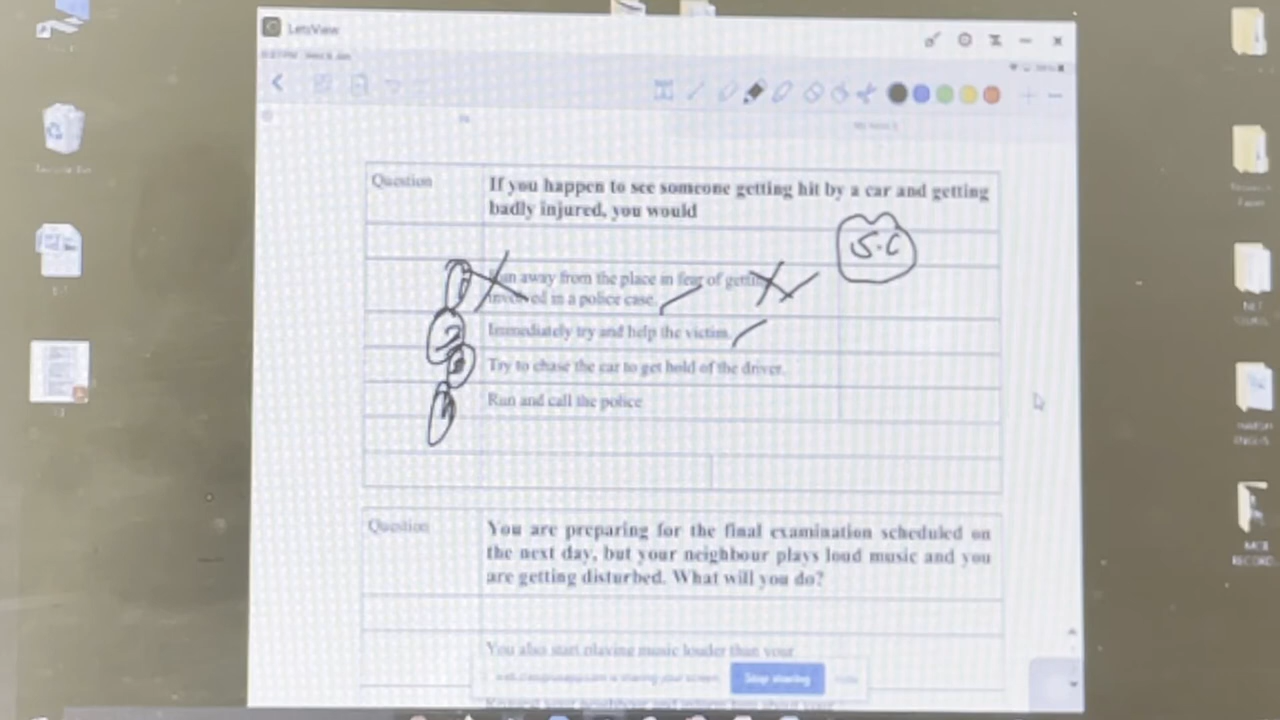 LetsView
Question
If you happen to see someone getting hit by a car and getting
badly injured, you would
S.C
Run away from the place in fear of getting
involved in a police case.
Immediately try and help the victim.
Try to chase the car to get hold of the driver.
Run and call the police
Question
You are preparing for the final examination scheduled on
the next day, but your neighbour plays loud music and you
are getting disturbed. What will you do?
You also start playing music louder than your
is sharing your screen
Stop sharing